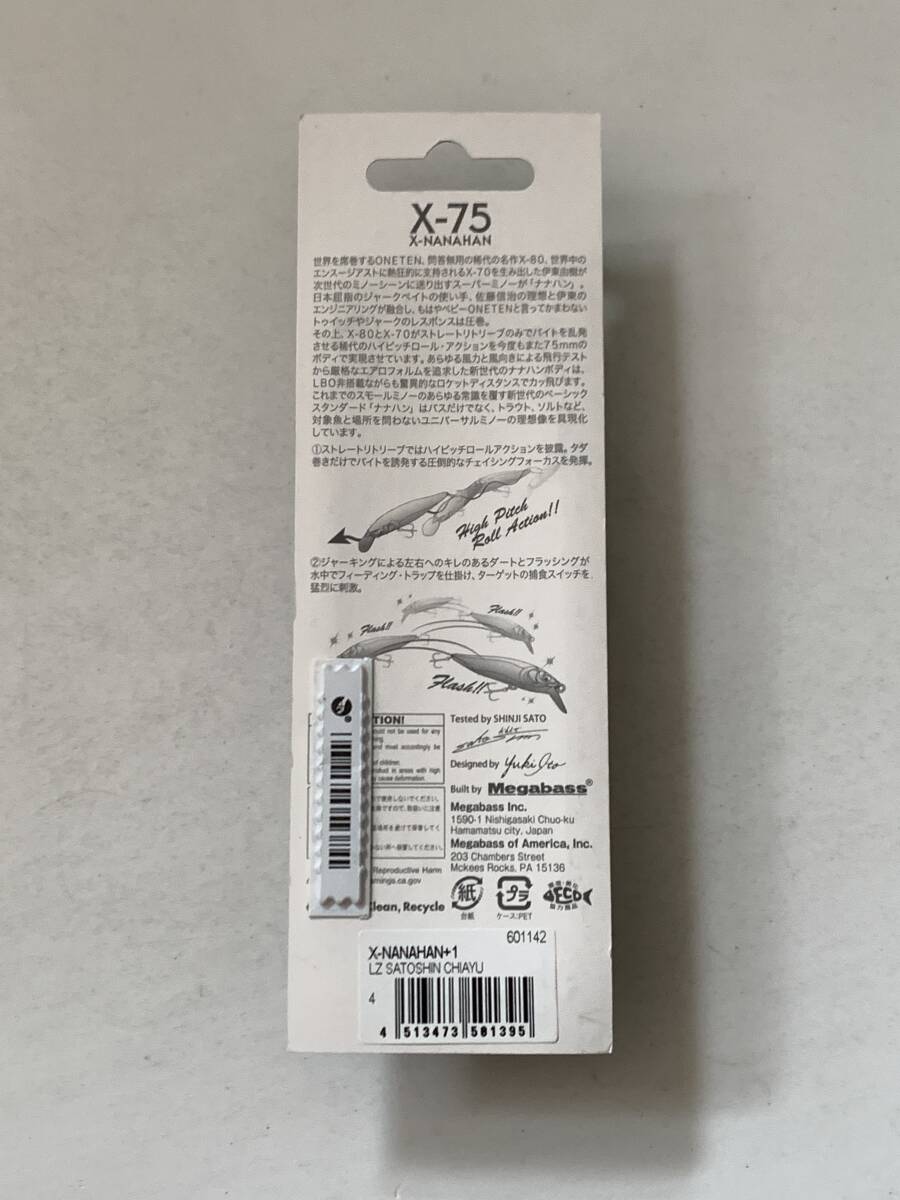 X-75
X-NANAHAN
世界を席巻するONETEN、問答無用の稀代の名作X-80、世界中の
エンスージアストに熱狂的に支持されるX-70を生み出した伊東由樹が
次世代のミノーシーンに送り出すスーパーミノーが「ナナハン」。
日本屈指のジャークベイトの使い手、佐藤信治の理想と伊東の
エンジニアリングが融合し、もはやベビーONETENと言ってかまわない
トゥイッチやジャークのレスポンスは圧巻。
その上、X-80とX-70がストレートリトリーブのみでバイトを乱発
させる稀代のハイピッチロール・アクションを今度もまた75mmの
ボディで実現させています。あらゆる風力と風向きによる飛行テスト
から厳格なエアロフォルムを追求した新世代のナナハンボディは、
LBO非搭載ながらも驚異的なロケットディスタンスでカッ飛びます。
これまでのスモールミノーのあらゆる常識を覆す新世代のベーシック
スタンダード「ナナハン」はバスだけでなく、トラウト、ソルトなど、
対象魚と場所を問わないユニバーサルミノーの理想像を具現化
しています。
①ストレートリトリーブではハイピッチロールアクションを披露。タダ
巻きだけでバイトを誘発する圧倒的なチェイシングフォーカスを発揮。
High Pitch
Roll Action!!
②ジャーキングによる左右へのキレのあるダートとフラッシングが
水中でフィーディング・トラップを仕掛け、ターゲットの捕食スイッチを
猛烈に刺激。
Flash!!
Flash!!
Flash!!
TION!
ould not be used for any
and must accordingly be
of children.
product in areas with high
y cause deformation.
Reproductive Harm
rnings.ca.gov
Clean, Recycle
Tested by SHINJI SATO
Designed by Yuki Ito
Built by Megabass®
Megabass Inc.
1590-1 Nishigasaki Chuo-ku
Hamamatsu city, Japan
Megabass of America, Inc.
203 Chambers Street
Mckees Rocks, PA 15136
紙
台紙
プラ
ケース:PET
ECO
601142
X-NANAHAN+1
LZ SATOSHIN CHIAYU
4
4 513473 581395